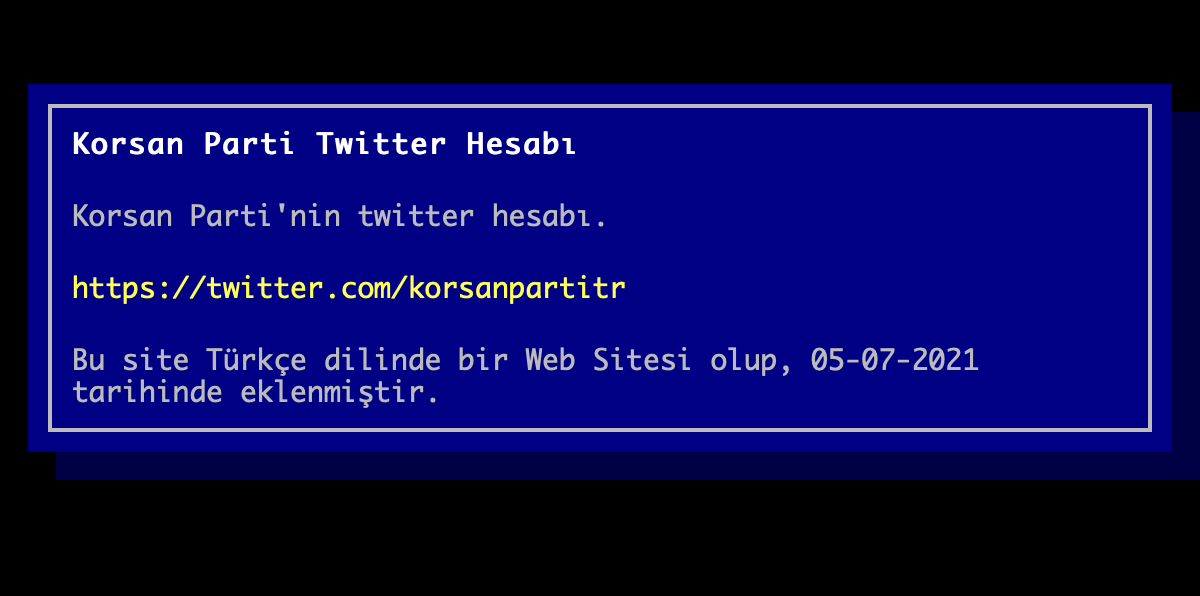 Korsan Parti Twitter Hesabı
Korsan Parti'nin twitter hesabı.
https://twitter.com/korsanpartitr
Bu site Türkçe dilinde bir Web Sitesi olup, 05-07-2021
tarihinde eklenmiştir.